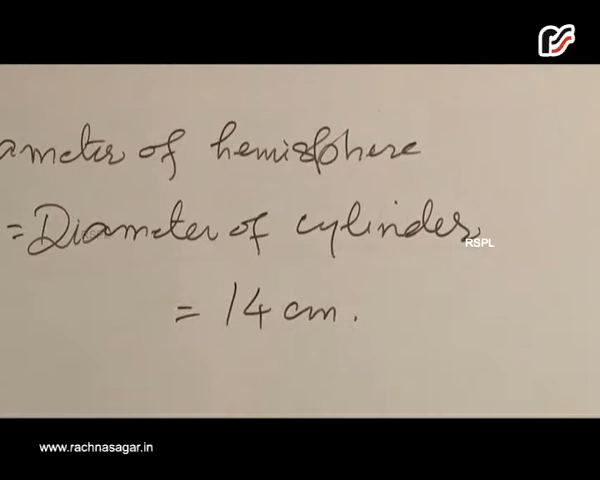 ameter of hemisphere
= Diameter of cylinder
RSPL
= 14 cm.
www.rachnasagar.in